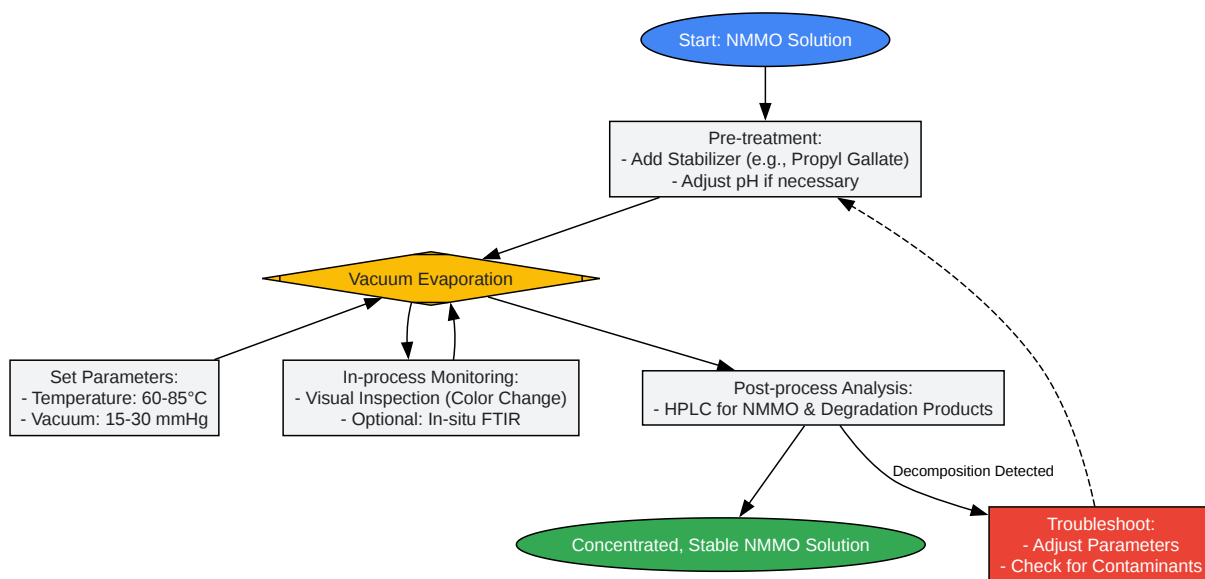 Start: NMMO Solution
Pre-treatment:
- Add Stabilizer (e.g., Propyl Gallate)
- Adjust pH if necessary
Vacuum Evaporation
Set Parameters:
- Temperature: 60-85°C
- Vacuum: 15-30 mmHg
In-process Monitoring:
- Visual Inspection (Color Change)
- Optional: In-situ FTIR
Post-process Analysis:
- HPLC for NMMO & Degradation Products
Decomposition Detected
Concentrated, Stable NMMO Solution
Troubleshoot:
- Adjust Parameters
- Check for Contaminants